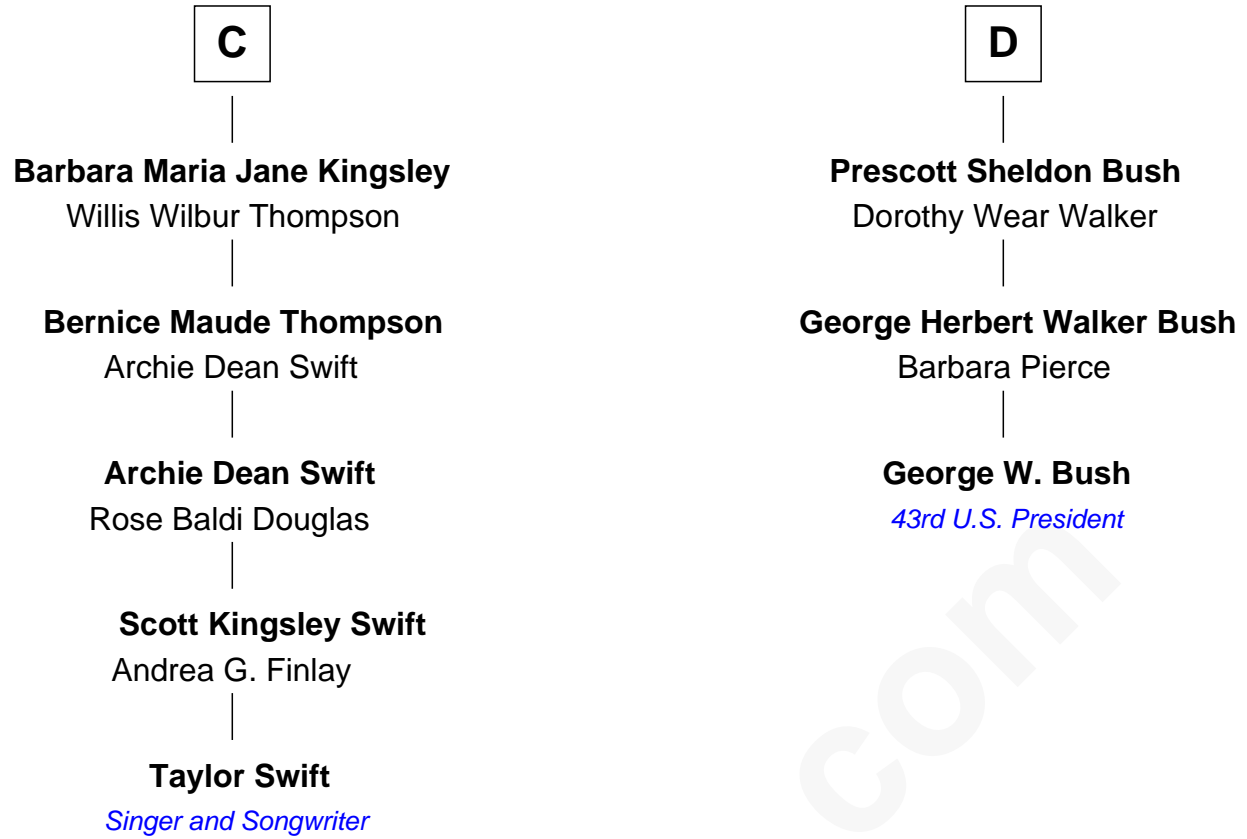 C
Barbara Maria Jane Kingsley
Willis Wilbur Thompson
Bernice Maude Thompson
Archie Dean Swift
Archie Dean Swift
Rose Baldi Douglas
Scott Kingsley Swift
Andrea G. Finlay
Taylor Swift
Singer and Songwriter
D
Prescott Sheldon Bush
Dorothy Wear Walker
George Herbert Walker Bush
Barbara Pierce
George W. Bush
43rd U.S. President
com